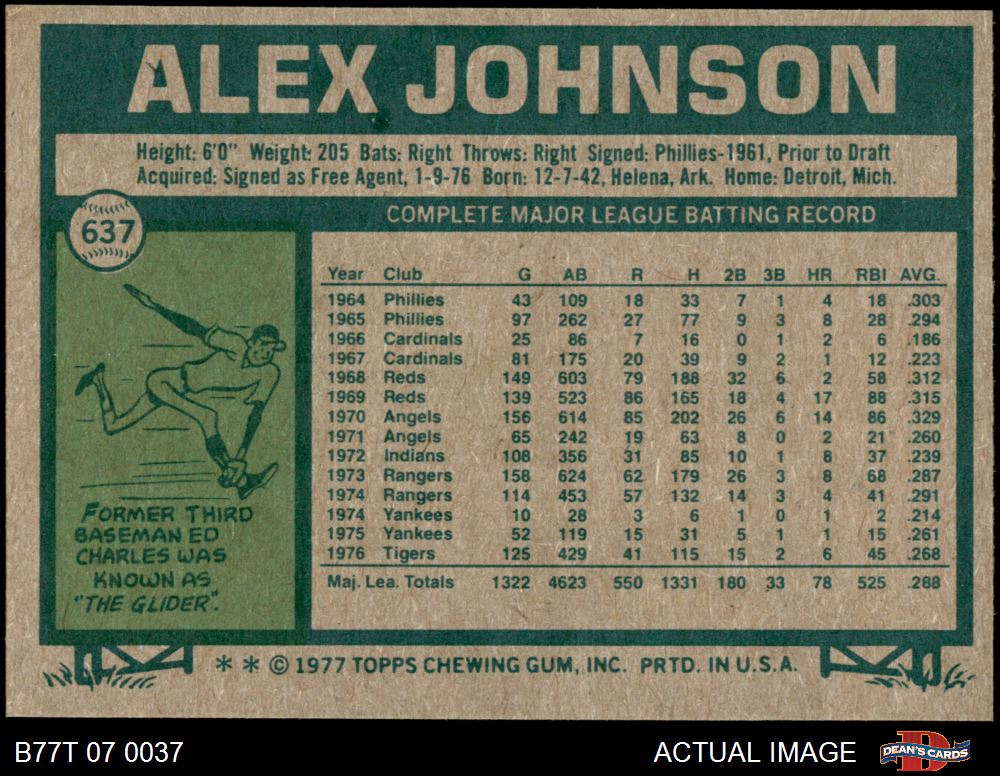 ALEX JOHNSON
Height: 6'0" Weight: 205 Bats: Right Throws: Right Signed: Phillies-1961, Prior to Draft
Acquired: Signed as Free Agent, 1-9-76 Born: 12-7-42, Helena, Ark. Home: Detroit, Mich.
637
COMPLETE MAJOR LEAGUE BATTING RECORD
Year Club G AB R H 2B 3B HR RBI AVG.
1964 Phillies 43 109 18 33 7 1 4 18 .303
1965 Phillies 97 262 27 77 9 3 8 28 .294
1966 Cardinals 25 86 7 16 0 1 2 6 .186
1967 Cardinals 81 175 20 39 9 2 1 12 .223
1968 Reds 149 603 79 188 32 6 2 58 .312
1969 Reds 139 523 86 165 18 4 17 88 .315
1970 Angels 156 614 85 202 26 6 14 86 .329
1971 Angels 65 242 19 63 8 0 2 21 .260
1972 Indians 108 356 31 85 10 1 8 37 .239
1973 Rangers 158 624 62 179 26 3 8 68 .287
1974 Rangers 114 453 57 132 14 3 4 41 .291
1974 Yankees 10 28 3 6 1 0 1 2 .214
1975 Yankees 52 119 15 31 5 1 1 15 .261
1976 Tigers 125 429 41 115 15 2 6 45 .268
Maj. Lea. Totals 1322 4623 550 1331 180 33 78 525 .288
FORMER THIRD
BASEMAN ED
CHARLES WAS
KNOWN AS
"THE GLIDER".
* * © 1977 TOPPS CHEWING GUM, INC. PRTD. IN U.S.A.
B77T 07 0037
ACTUAL IMAGE
DEAN'S CARDS